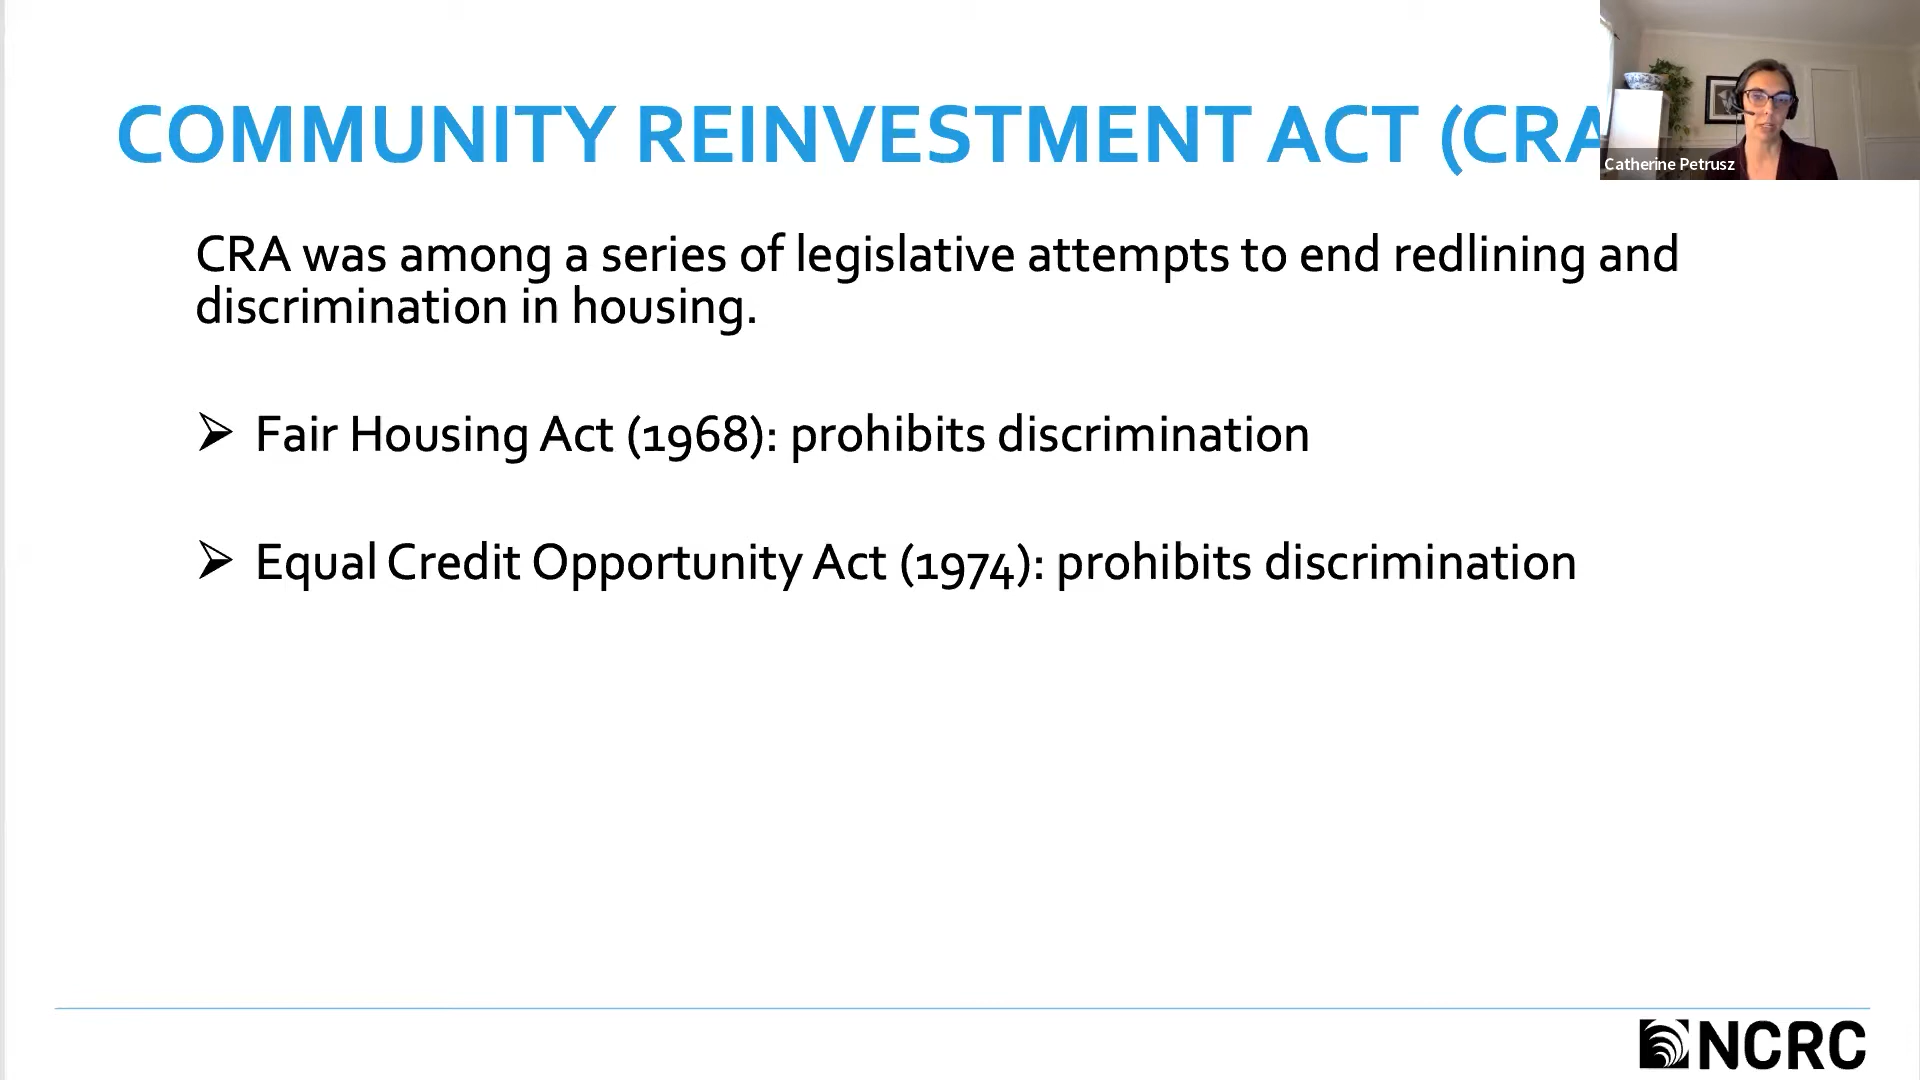 COMMUNITY REINVESTMENT ACT (CRA
Catherine Petrusz
CRA was among a series of legislative attempts to end redlining and
discrimination in housing.
➢ Fair Housing Act (1968): prohibits discrimination
➢ Equal Credit Opportunity Act (1974): prohibits discrimination
NCRC